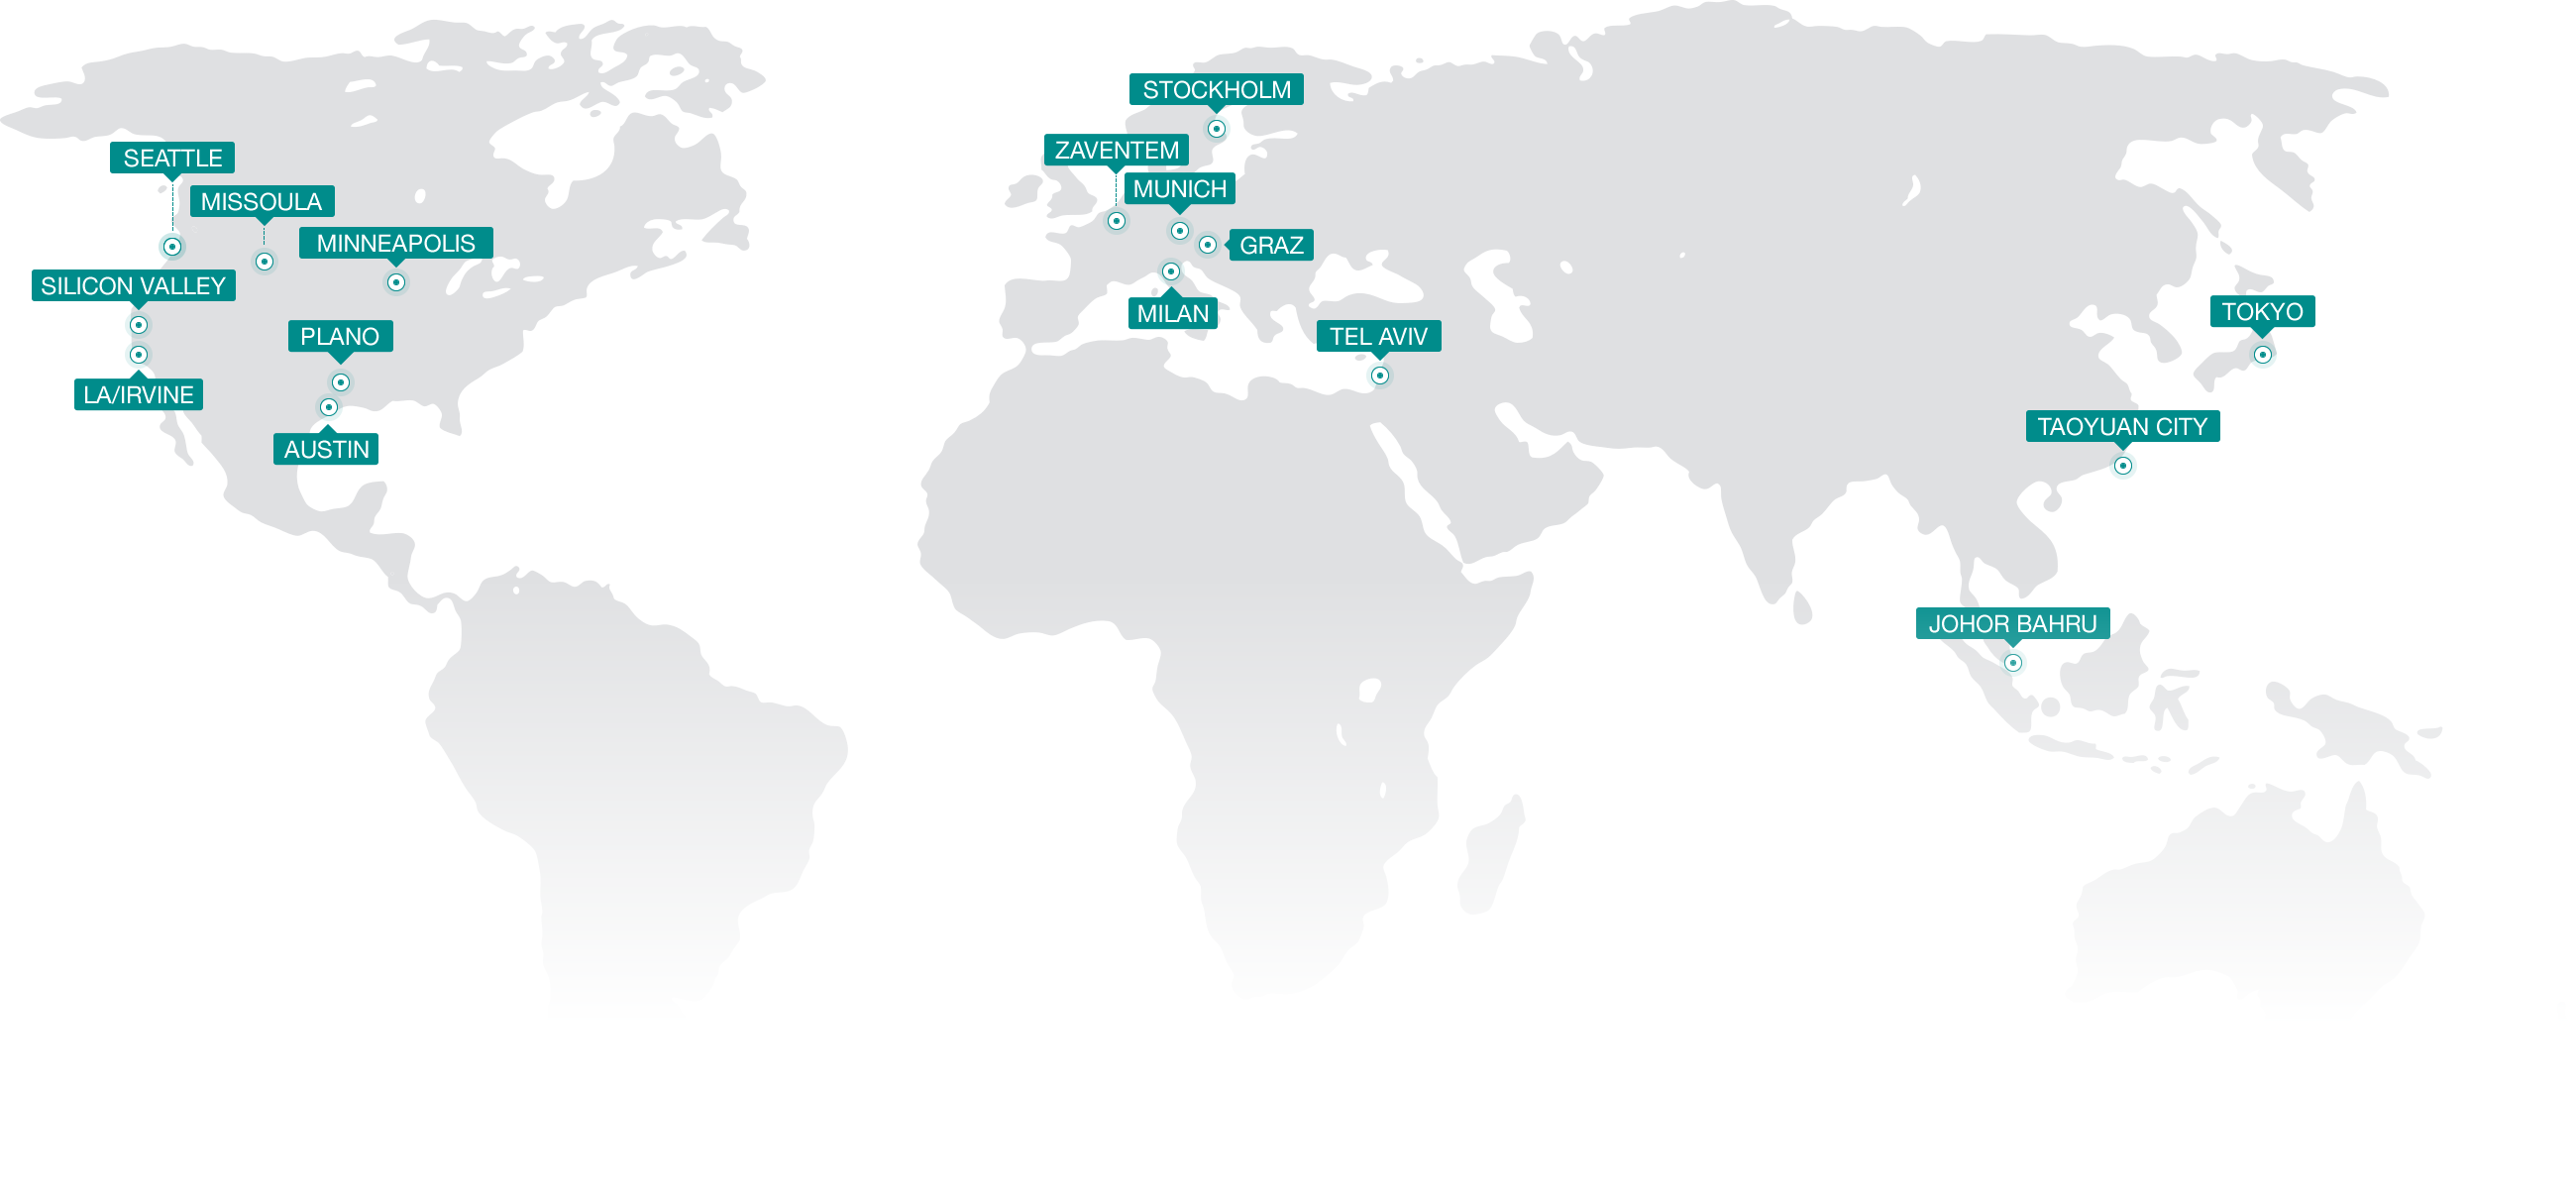 STOCKHOLM
ZAVENTEM
SEATTLE
MUNICH
MISSOULA
MINNEAPOLIS
GRAZ
SILICON VALLEY
MILAN
TOKYO
PLANO
TEL AVIV
LA/IRVINE
TAOYUAN CITY
AUSTIN
JOHOR BAHRU